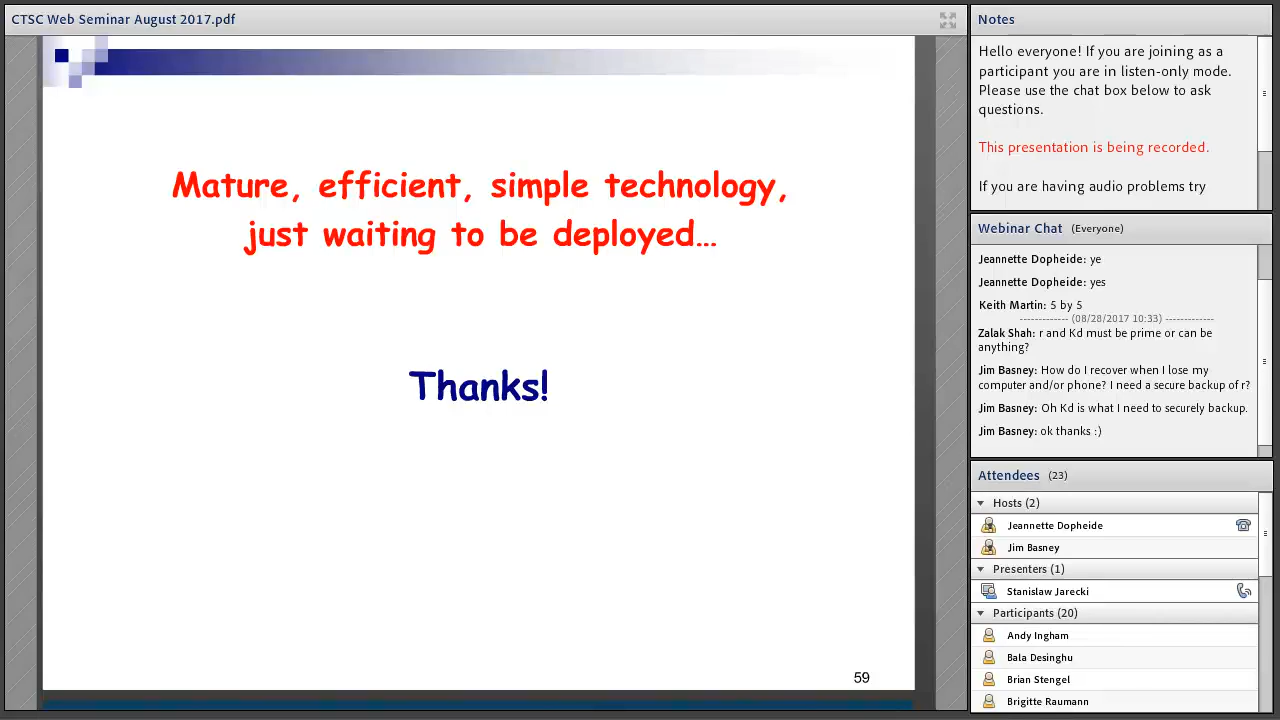 CTSC Web Seminar August 2017.pdf
Mature, efficient, simple technology,
just waiting to be deployed…
Thanks!
59
Notes
Hello everyone! If you are joining as a
participant you are in listen-only mode.
Please use the chat box below to ask
questions.
This presentation is being recorded.
If you are having audio problems try
Webinar Chat (Everyone)
Jeannette Dopheide: ye
Jeannette Dopheide: yes
Keith Martin: 5 by 5
------------- (08/28/2017 10:33) -------------
Zalak Shah: r and Kd must be prime or can be
anything?
Jim Basney: How do I recover when I lose my
computer and/or phone? I need a secure backup of r?
Jim Basney: Oh Kd is what I need to securely backup.
Jim Basney: ok thanks :)
Attendees (23)
Hosts (2)
Jeannette Dopheide
Jim Basney
Presenters (1)
Stanislaw Jarecki
Participants (20)
Andy Ingham
Bala Desinghu
Brian Stengel
Brigitte Raumann